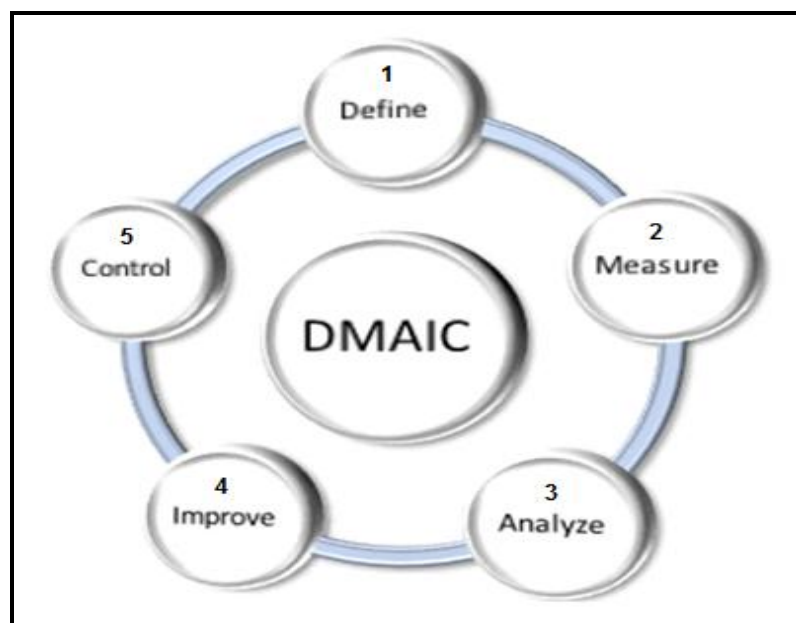 1
Define
2
Measure
3
Analyze
4
Improve
5
Control
DMAIC